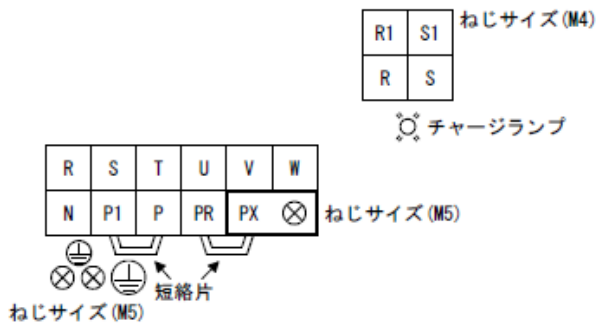 R1 S1 ねじサイズ(M4)
R S
チャージランプ
R S T U V W
N P1 P PR PX ねじサイズ(M5)
短絡片
ねじサイズ(M5)